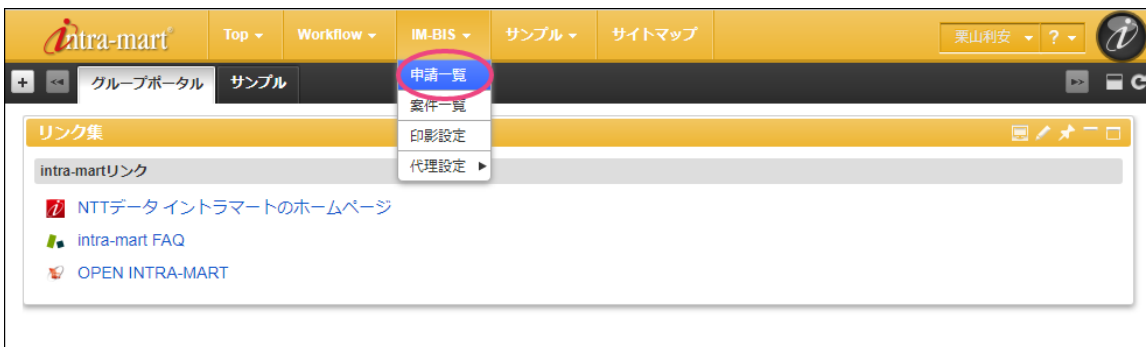 intra-mart Top Workflow IM-BIS サンプル サイトマップ 栗山利安 ?
グループポータル サンプル
申請一覧
案件一覧
印影設定
代理設定
リンク集
intra-martリンク
NTTデータ イントラマートのホームページ
intra-mart FAQ
OPEN INTRA-MART